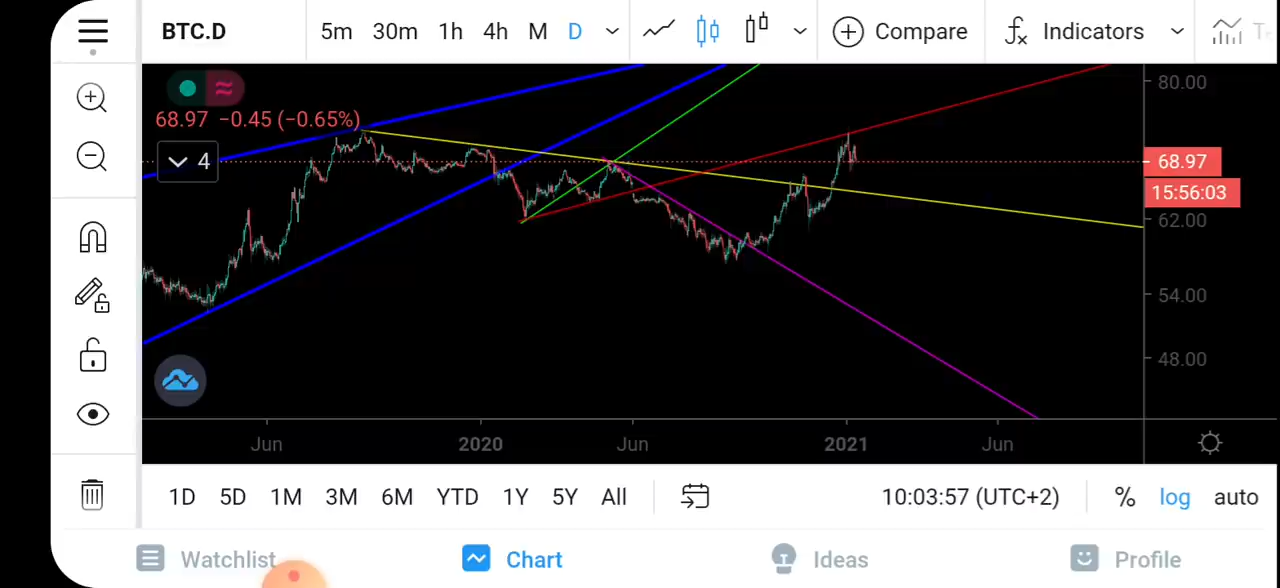 BTC.D 5m 30m 1h 4h M D Compare Indicators
68.97 −0.45 (−0.65%)
4
80.00
68.97
15:56:03
62.00
54.00
48.00
Jun 2020 Jun 2021 Jun
1D 5D 1M 3M 6M YTD 1Y 5Y All 10:03:57 (UTC+2) % log auto
Watchlist Chart Ideas Profile